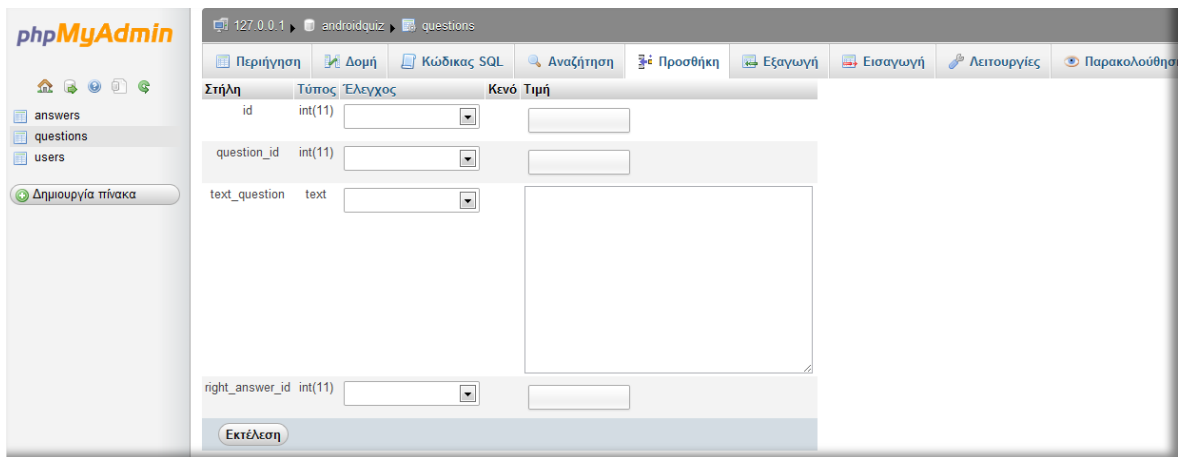 phpMyAdmin
127.0.0.1 androidquiz questions
Περιήγηση Δομή Κώδικας SQL Αναζήτηση Προσθήκη Εξαγωγή Εισαγωγή Λειτουργίες
answers
questions
users
Δημιουργία πίνακα
Στήλη Τύπος Έλεγχος Κενό Τιμή
id int(11)
question_id int(11)
text_question text
right_answer_id int(11)
Εκτέλεση